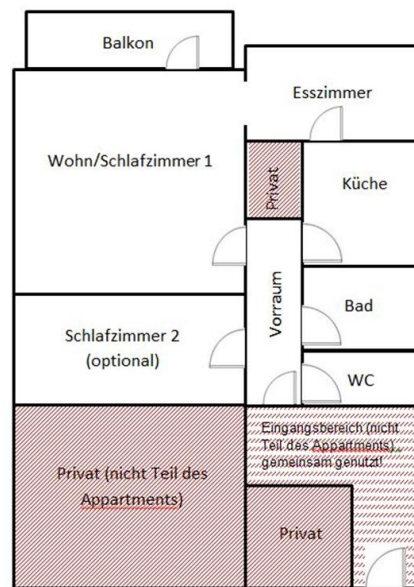 Balkon
Esszimmer
Wohn/Schlafzimmer 1
Privat
Küche
Vorraum
Bad
Schlafzimmer 2
(optional)
WC
Eingangsbereich (nicht
Teil des Appartments)
gemeinsam genutzt!
Privat (nicht Teil des
Appartments)
Privat